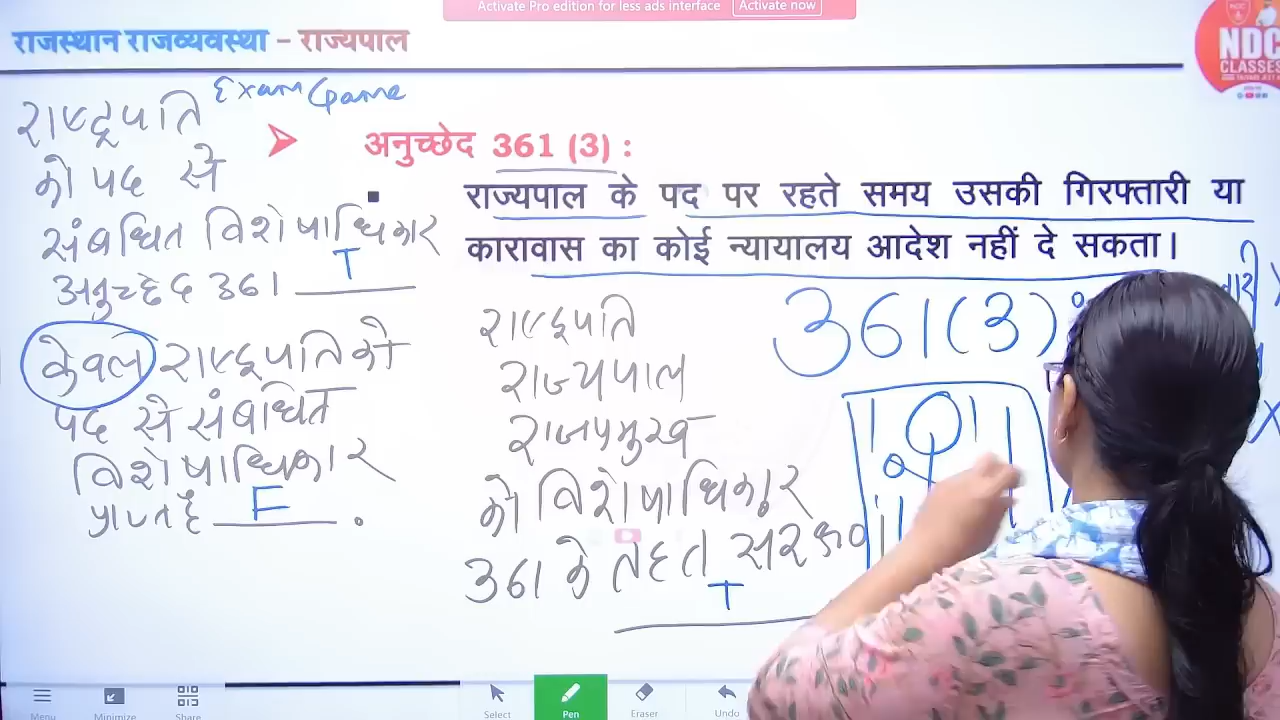 Activate Pro edition for less ads interface Activate now
राजस्थान राजव्यवस्था – राज्यपाल
NDC
CLASSES
Exam Game
राष्ट्रपति
को पद से
संबंधित विशेषाधिकार
अनुच्छेद 361 T
केवल राष्ट्रपति को
पद से संबंधित
विशेषाधिकार
प्राप्त है F
➤ अनुच्छेद 361 (3) :
राज्यपाल के पद पर रहते समय उसकी गिरफ्तारी या
कारावास का कोई न्यायालय आदेश नहीं दे सकता।
361(3)
राष्ट्रपति
राज्यपाल
राजप्रमुख
को विशेषाधिकार
361 के तहत
T
Menu Minimize Share Select Pen Eraser Undo